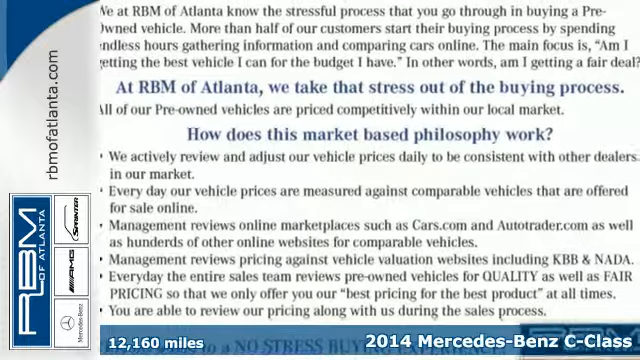 We at RBM of Atlanta know the stressful process that you go through in buying a Pre-
Owned vehicle. More than half of our customers start their buying process by spending
endless hours gathering information and comparing cars online. The main focus is, "Am I
getting the best vehicle I can for the budget I have." In other words, am I getting a fair deal?
At RBM of Atlanta, we take that stress out of the buying process.
All of our Pre-owned vehicles are priced competitively within our local market.
How does this market based philosophy work?
• We actively review and adjust our vehicle prices daily to be consistent with other dealers
in our market.
• Every day our vehicle prices are measured against comparable vehicles that are offered
for sale online.
• Management reviews online marketplaces such as Cars.com and Autotrader.com as well
as hunderds of other online websites for comparable vehicles.
• Management reviews pricing against vehicle valuation websites including KBB & NADA.
• Everyday the entire sales team reviews pre-owned vehicles for QUALITY as well as FAIR
PRICING so that we only offer you our "best pricing for the best product" at all times.
• You are able to review our pricing along with us during the sales process.
NO STRESS BUYING
rbmofatlanta.com
RBM
OF ATLANTA
SPRINTER
AMG
Mercedes-Benz
12,160 miles
2014 Mercedes-Benz C-Class